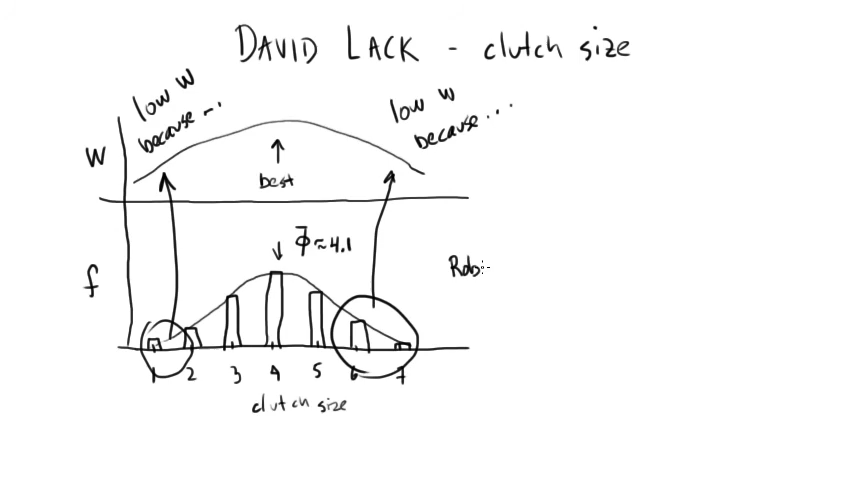 DAVID LACK - clutch size
low w
because...
low w
because...
W
best
Φ̄≈4.1
f
1 2 3 4 5 6 7
clutch size